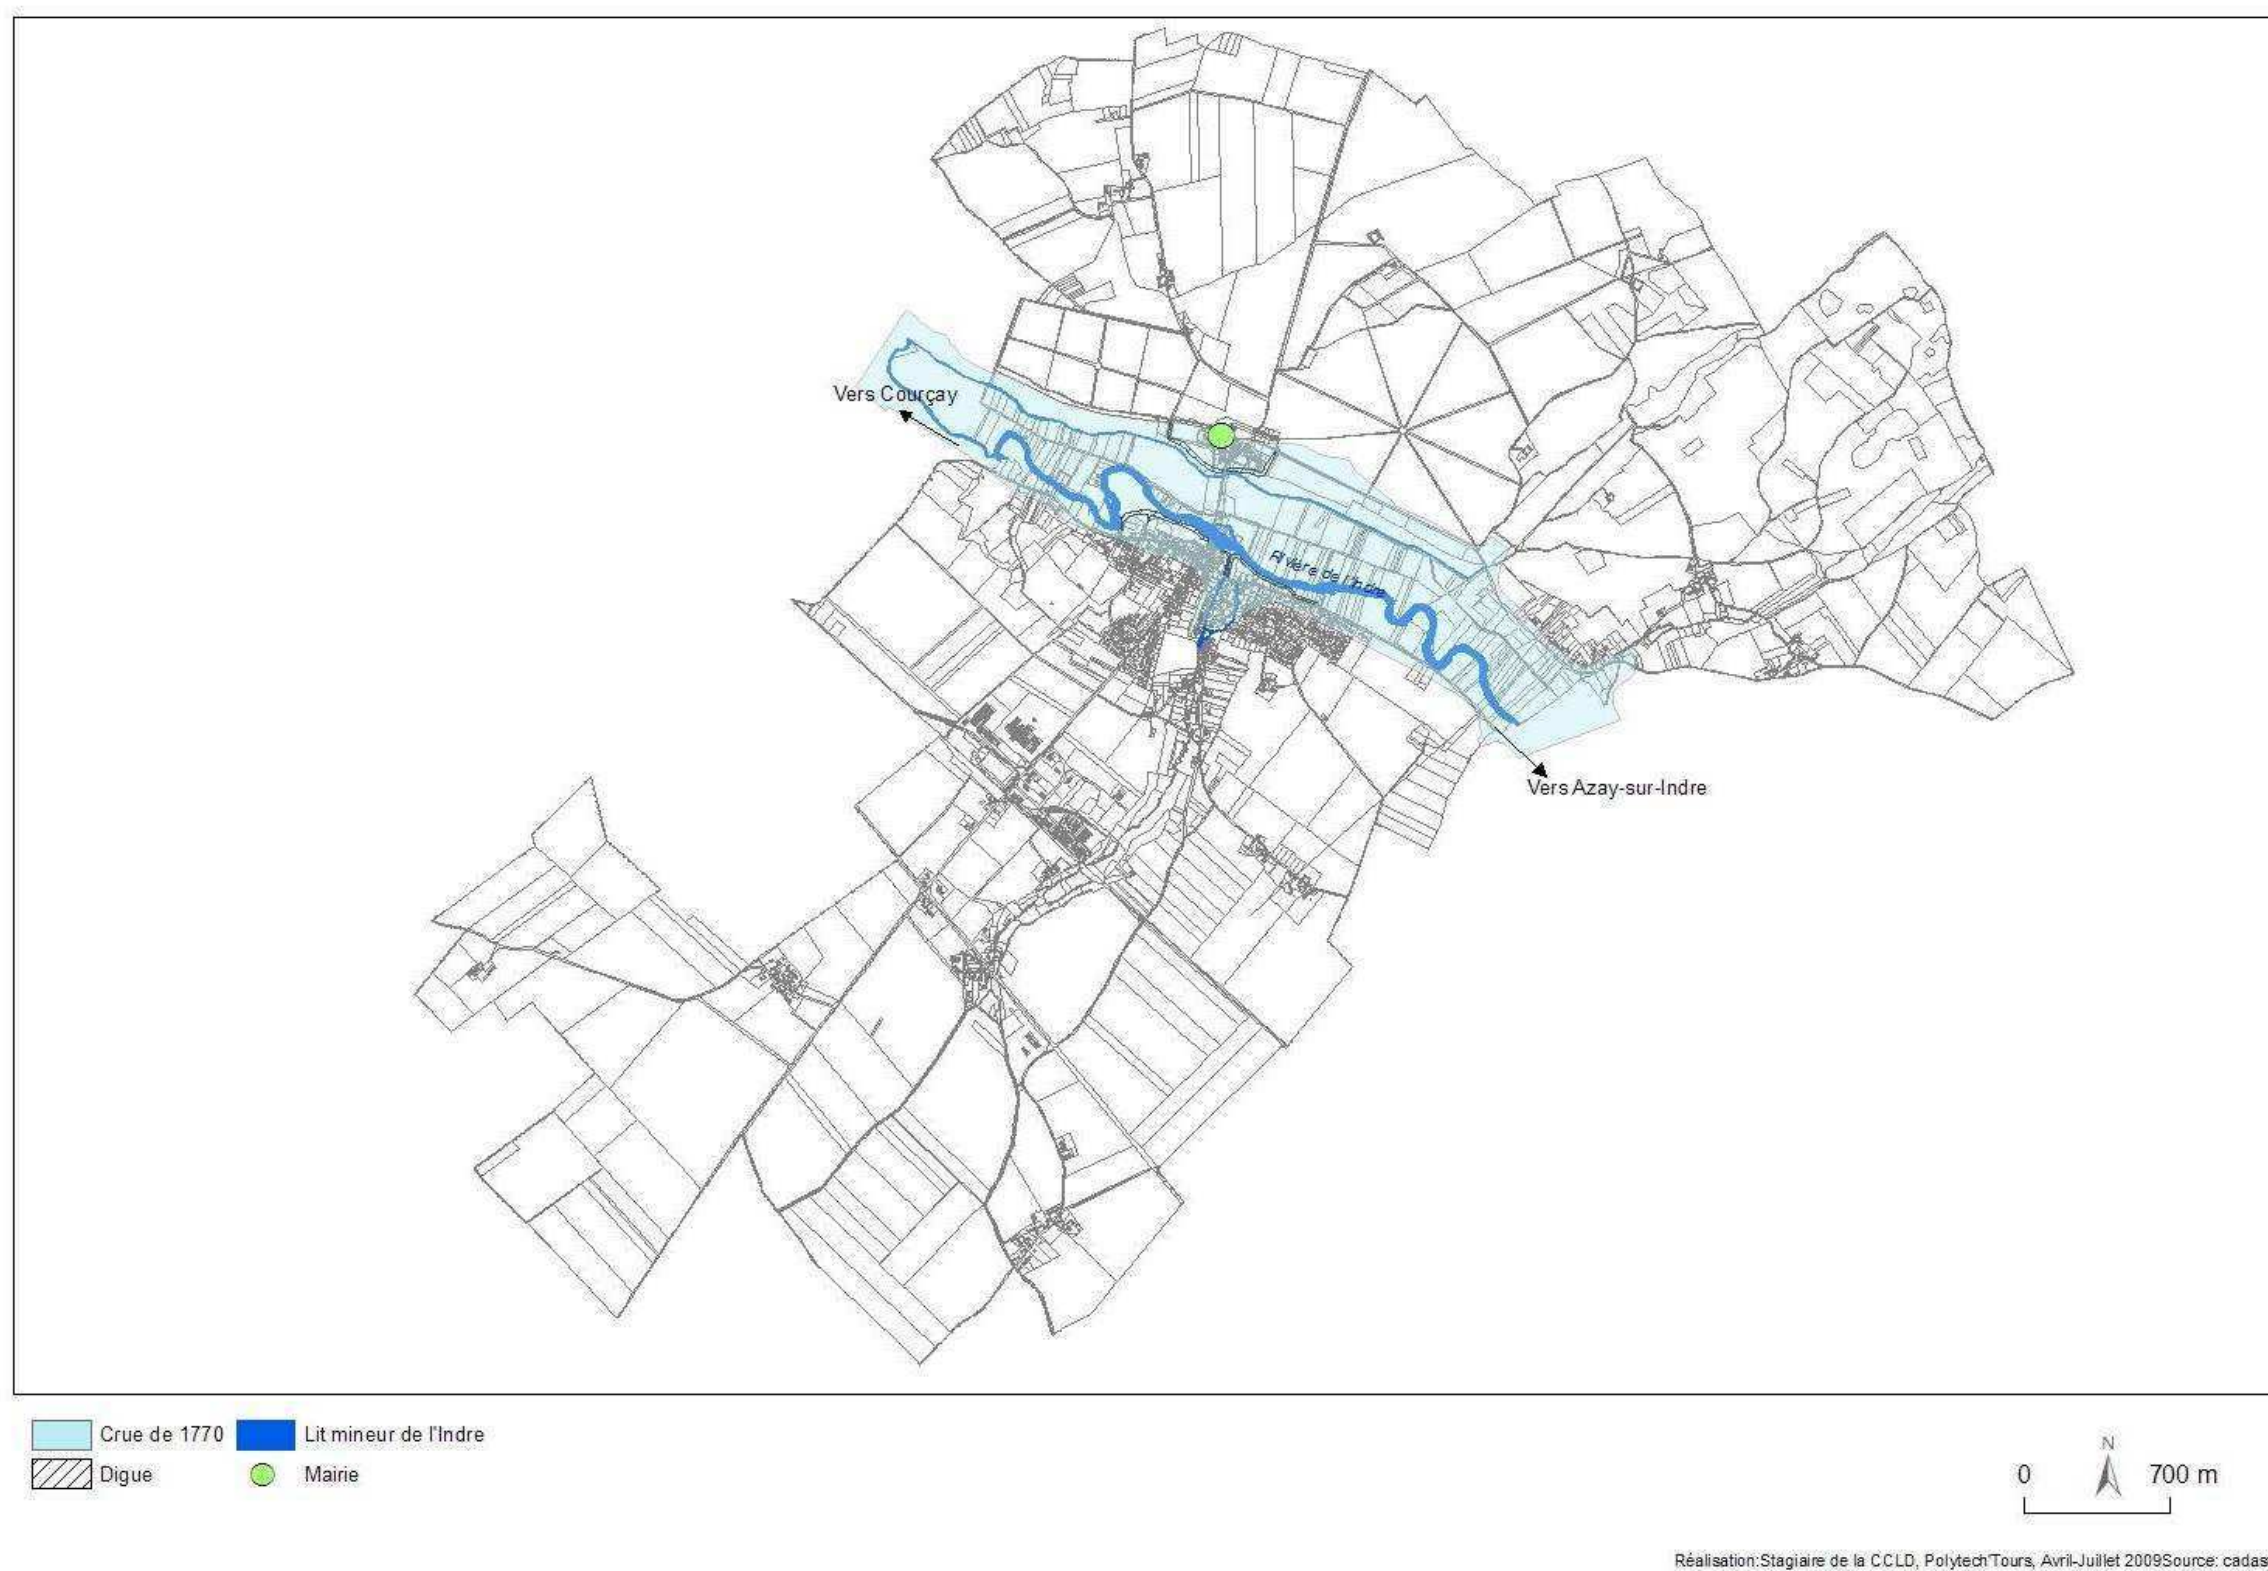 Vers Courçay
Rivière de l'Indre
Vers Azay-sur-Indre
Crue de 1770
Lit mineur de l'Indre
Digue
Mairie
N
0 700 m
Réalisation:Stagiaire de la CCLD, Polytech'Tours, Avril-Juillet 2009Source: cadas